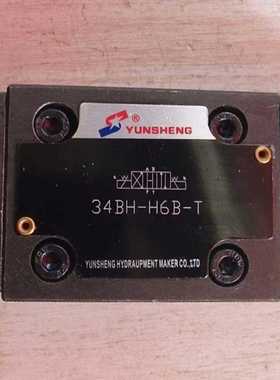 YUNSHENG
34BH-H6B-T
YUNSHENG HYDRAUPMENT MAKER CO.,LTD